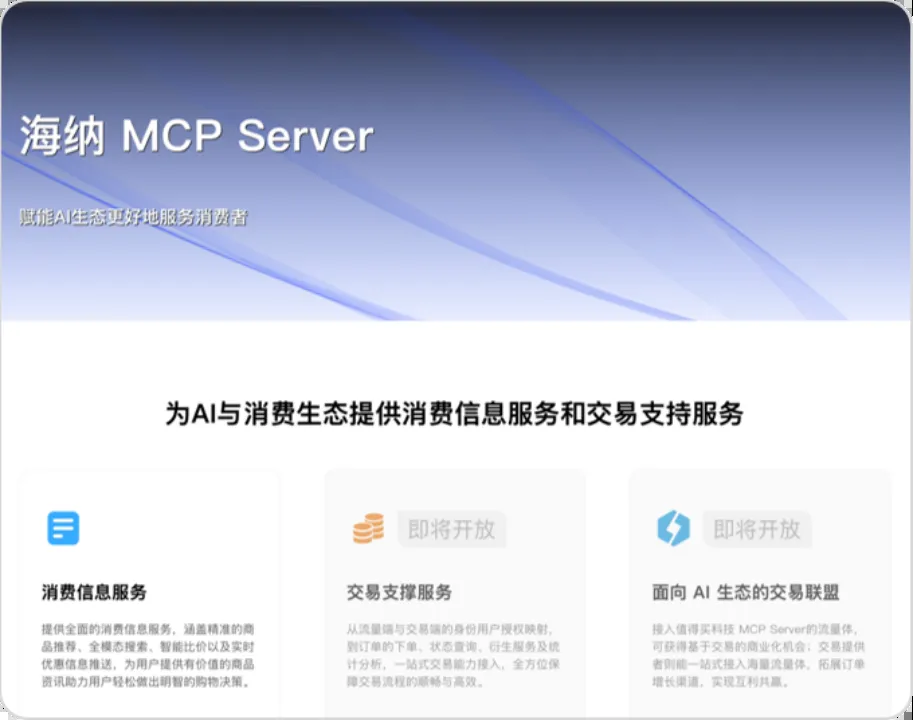 海纳 MCP Server
赋能AI生态更好地服务消费者
为AI与消费生态提供消费信息服务和交易支持服务
消费信息服务
提供全面的消费信息服务，涵盖精准的商
品推荐、全模态搜索、智能比价以及实时
优惠信息推送，为用户提供有价值的商品
资讯助力用户轻松做出明智的购物决策。
即将开放
交易支撑服务
从流量端与交易端的身份用户授权映射，
到订单的下单、状态查询、衍生服务及统
计分析，一站式交易能力接入，全方位保
障交易流程的顺畅与高效。
即将开放
面向 AI 生态的交易联盟
接入值得买科技 MCP Server的流量体，
可获得基于交易的商业化机会；交易提供
者则能一站式接入海量流量体，拓展订单
增长渠道，实现互利共赢。